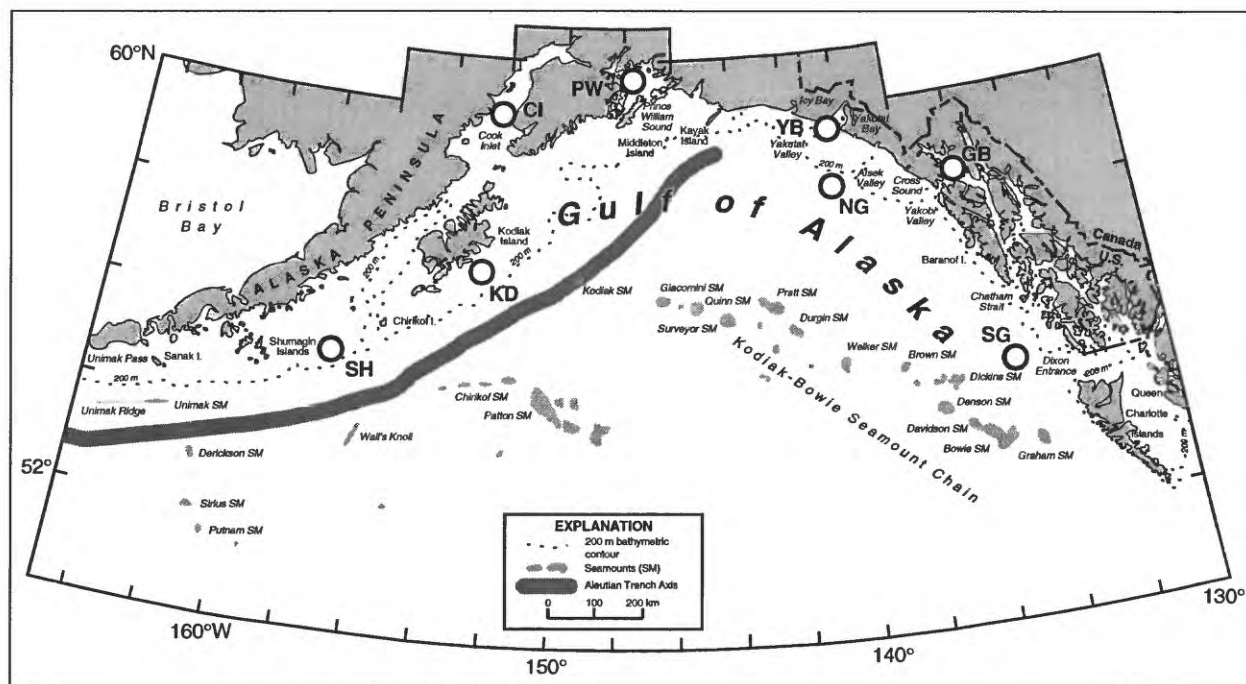 60°N
52°
160°W
150°
140°
130°
Bristol
Bay
ALASKA PENINSULA
CI
Cook
Inlet
PW
Prince
William
Sound
Middleton
Island
Kayak
Island
Icy Bay
Yakutat
Bay
YB
Yakatat
Valley
200 m
Alsek
Valley
NG
Cross
Sound
GB
Yakobi
Valley
Gulf of Alaska
Canada
U.S.
Baranof I.
Chatham
Strait
SG
Dixon
Entrance
200 m
Queen
Charlotte
Islands
200 m
Kodiak
Island
200 m
200 m
KD
Chirikof I.
Shumagin
Islands
SH
Unimak Pass
Sanak I.
200 m
Unimak Ridge
Unimak SM
Kodiak SM
Giacomini SM
Quinn SM
Surveyor SM
Pratt SM
Durgin SM
Welker SM
Brown SM
Dickins SM
Denson SM
Davidson SM
Bowie SM
Graham SM
Kodiak-Bowie Seamount Chain
Chirikof SM
Patton SM
Wall's Knoll
Derickson SM
Sirius SM
Putnam SM
EXPLANATION
200 m bathymetric
contour
Seamounts (SM)
Aleutian Trench Axis
0 100 200 km